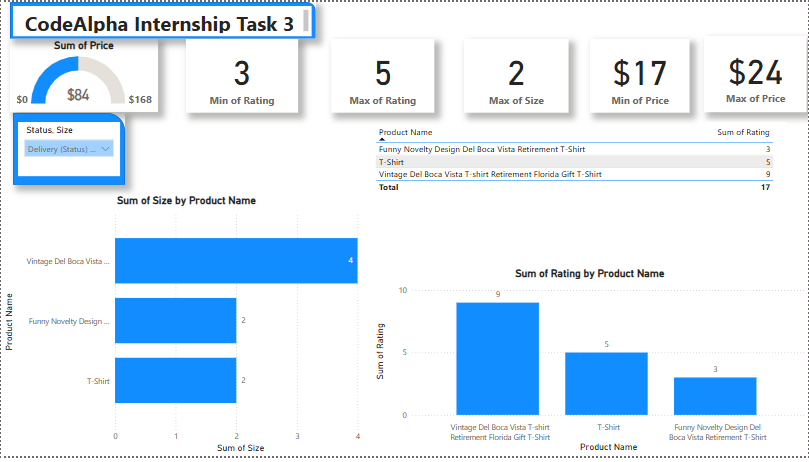 CodeAlpha Internship Task 3
Sum of Price
$0
$84
$168
3
Min of Rating
5
Max of Rating
2
Max of Size
$17
Min of Price
$24
Max of Price
Status, Size
Delivery (Status) ...
Product Name Sum of Rating
Funny Novelty Design Del Boca Vista Retirement T-Shirt 3
T-Shirt 5
Vintage Del Boca Vista T-shirt Retirement Florida Gift T-Shirt 9
Total 17
Sum of Size by Product Name
Product Name
Vintage Del Boca Vista ... 4
Funny Novelty Design ... 2
T-Shirt 2
0 1 2 3 4
Sum of Size
Sum of Rating by Product Name
Sum of Rating
10
5
0
9
5
3
Vintage Del Boca Vista T-shirt
Retirement Florida Gift T-Shirt
T-Shirt
Funny Novelty Design Del
Boca Vista Retirement T-Shirt
Product Name